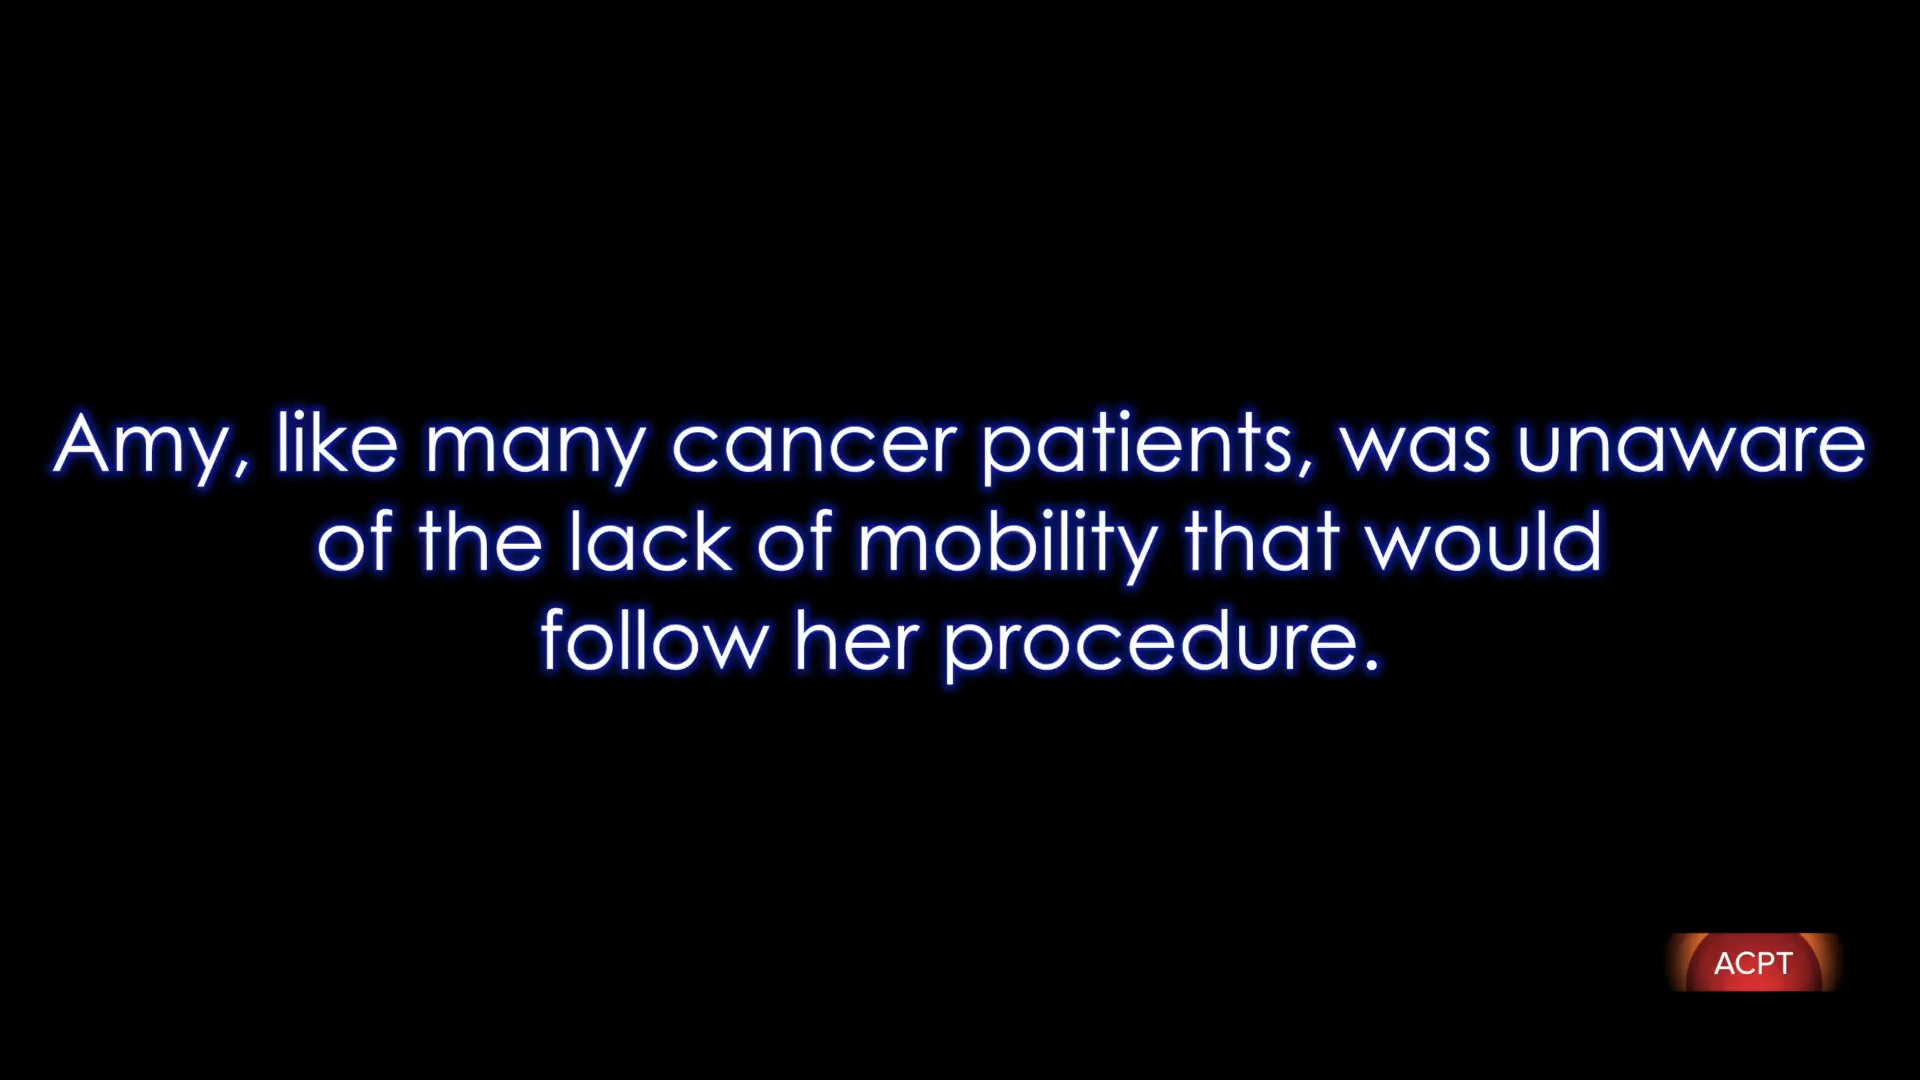 Amy, like many cancer patients, was unaware
of the lack of mobility that would
follow her procedure.
ACPT